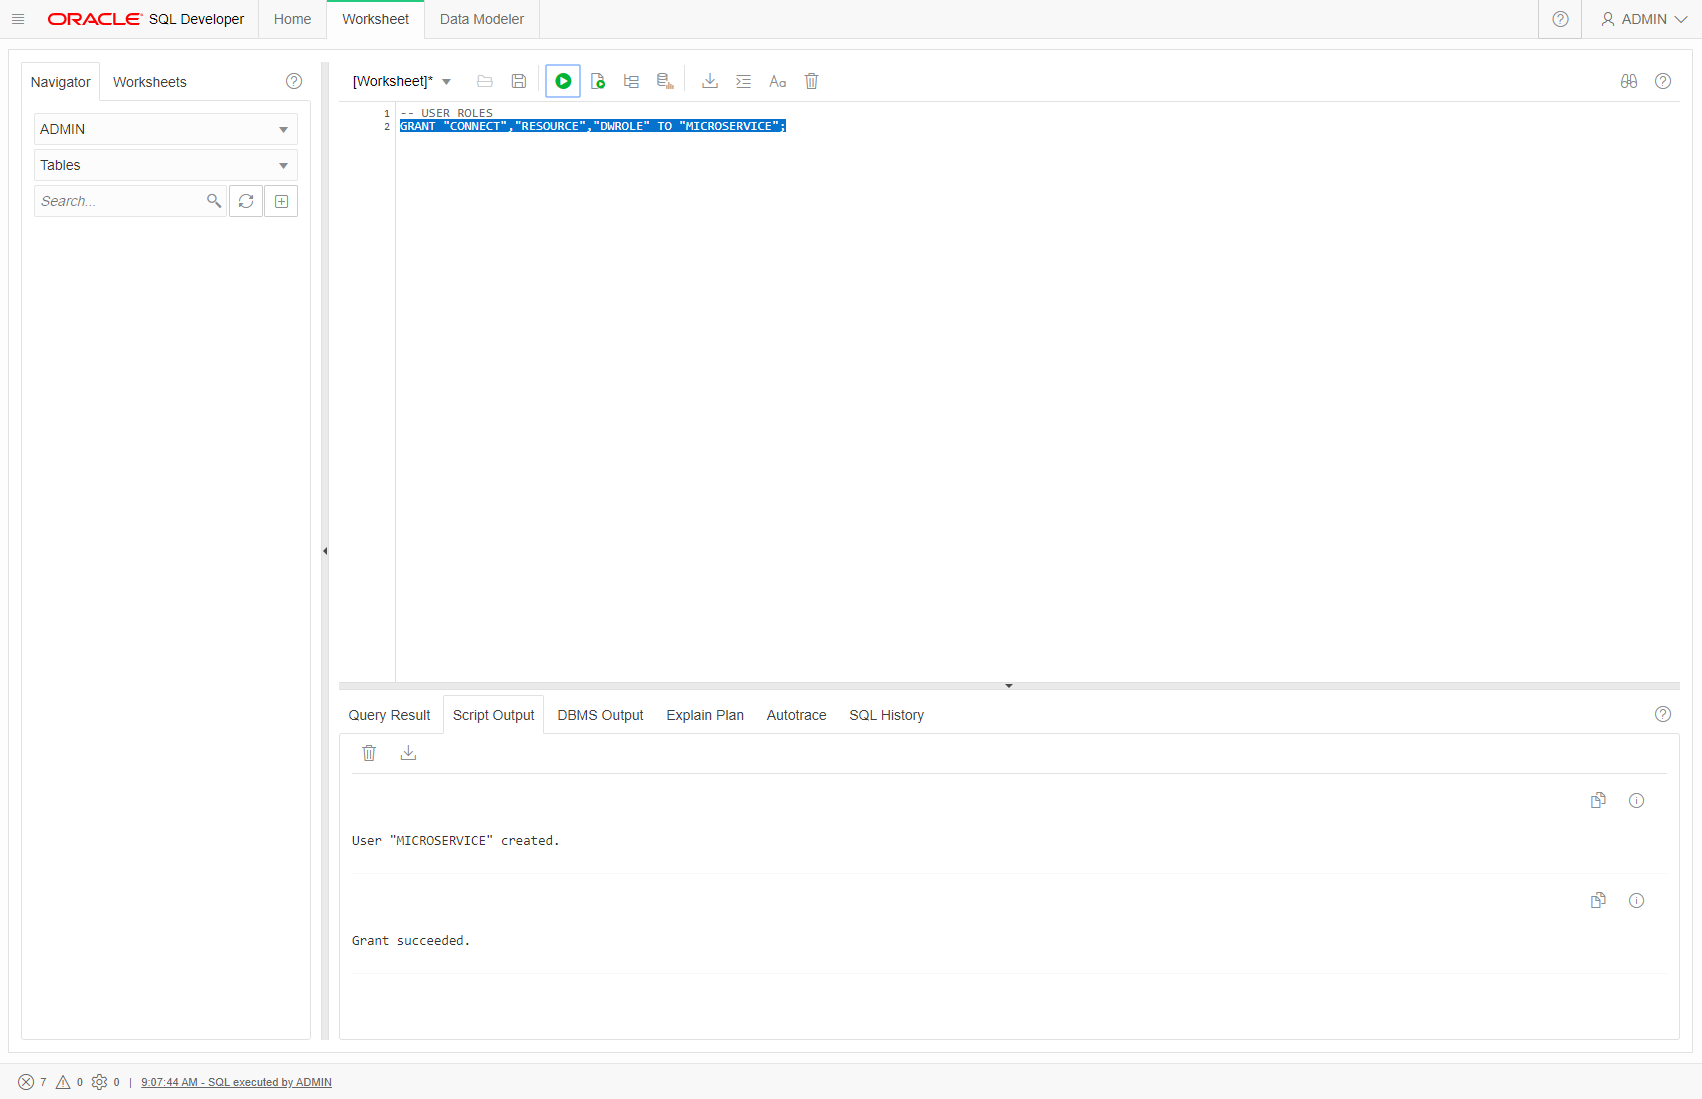 ORACLE SQL Developer Home Worksheet Data Modeler ADMIN
Navigator Worksheets
ADMIN
Tables
Search...
[Worksheet]* Aa
1 -- USER ROLES
2 GRANT "CONNECT","RESOURCE","DWROLE" TO "MICROSERVICE";
Query Result Script Output DBMS Output Explain Plan Autotrace SQL History
User "MICROSERVICE" created.
Grant succeeded.
7 0 0 | 9:07:44 AM - SQL executed by ADMIN